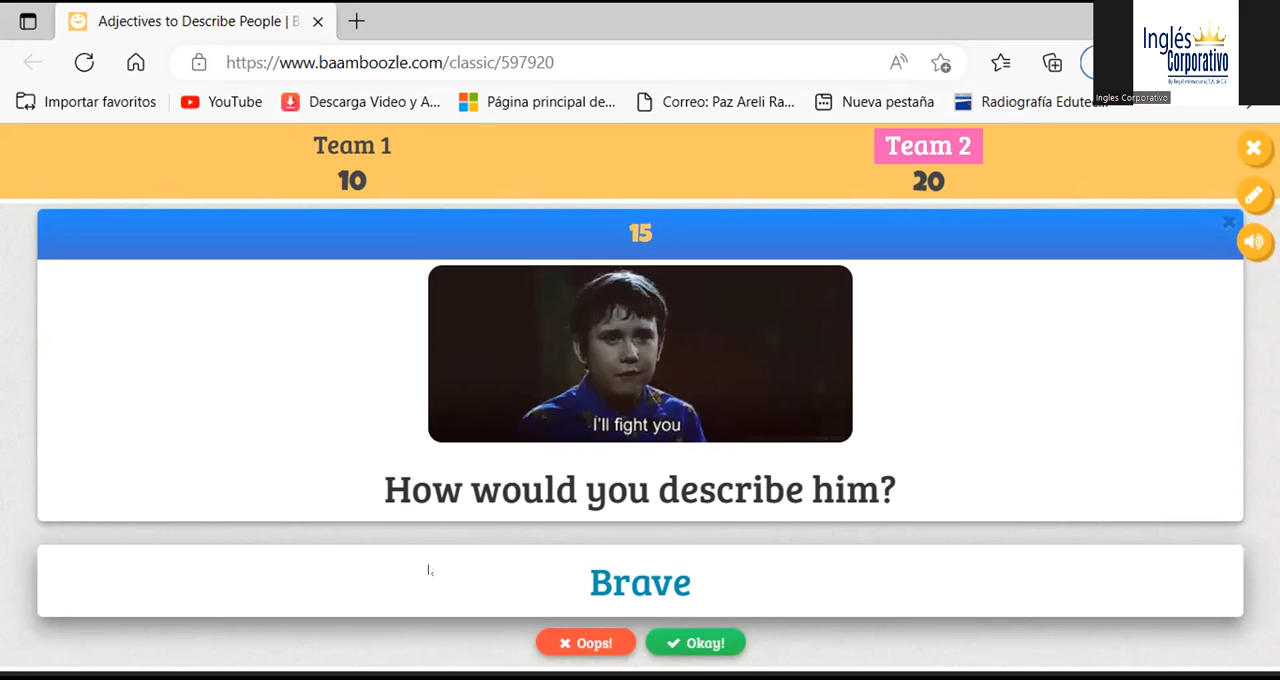 Adjectives to Describe People | B
https://www.baamboozle.com/classic/597920
Importar favoritos
YouTube
Descarga Video y A...
Página principal de...
Correo: Paz Areli Ra...
Nueva pestaña
Radiografía Edute...
Inglés
Corporativo
Ingles Corporativo
Team 1
10
Team 2
20
15
I'll fight you
How would you describe him?
Brave
Oops!
Okay!